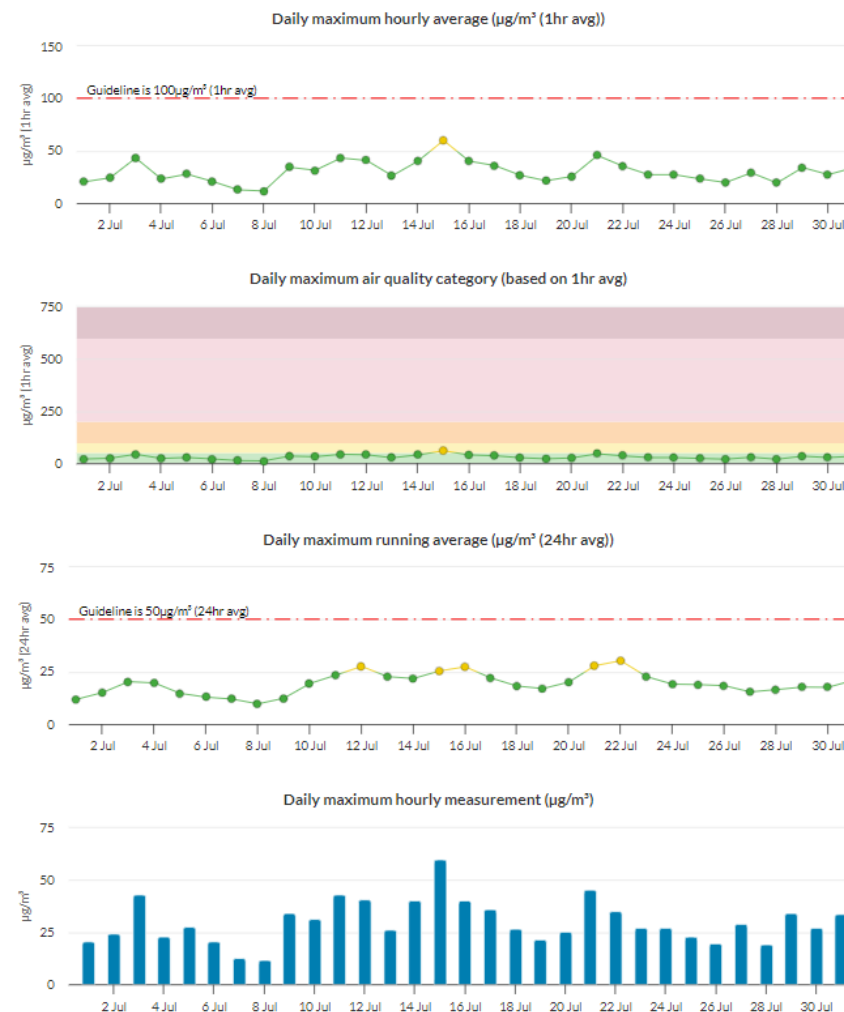 Daily maximum hourly average (µg/m³ (1hr avg))
150
Guideline is 100µg/m³ (1hr avg)
100
50
0
µg/m³ (1hr avg)
2 Jul 4 Jul 6 Jul 8 Jul 10 Jul 12 Jul 14 Jul 16 Jul 18 Jul 20 Jul 22 Jul 24 Jul 26 Jul 28 Jul 30 Jul
Daily maximum air quality category (based on 1hr avg)
750
500
250
0
µg/m³ (1hr avg)
2 Jul 4 Jul 6 Jul 8 Jul 10 Jul 12 Jul 14 Jul 16 Jul 18 Jul 20 Jul 22 Jul 24 Jul 26 Jul 28 Jul 30 Jul
Daily maximum running average (µg/m³ (24hr avg))
75
Guideline is 50µg/m³ (24hr avg)
50
25
0
µg/m³ (24hr avg)
2 Jul 4 Jul 6 Jul 8 Jul 10 Jul 12 Jul 14 Jul 16 Jul 18 Jul 20 Jul 22 Jul 24 Jul 26 Jul 28 Jul 30 Jul
Daily maximum hourly measurement (µg/m³)
75
50
25
0
µg/m³
2 Jul 4 Jul 6 Jul 8 Jul 10 Jul 12 Jul 14 Jul 16 Jul 18 Jul 20 Jul 22 Jul 24 Jul 26 Jul 28 Jul 30 Jul